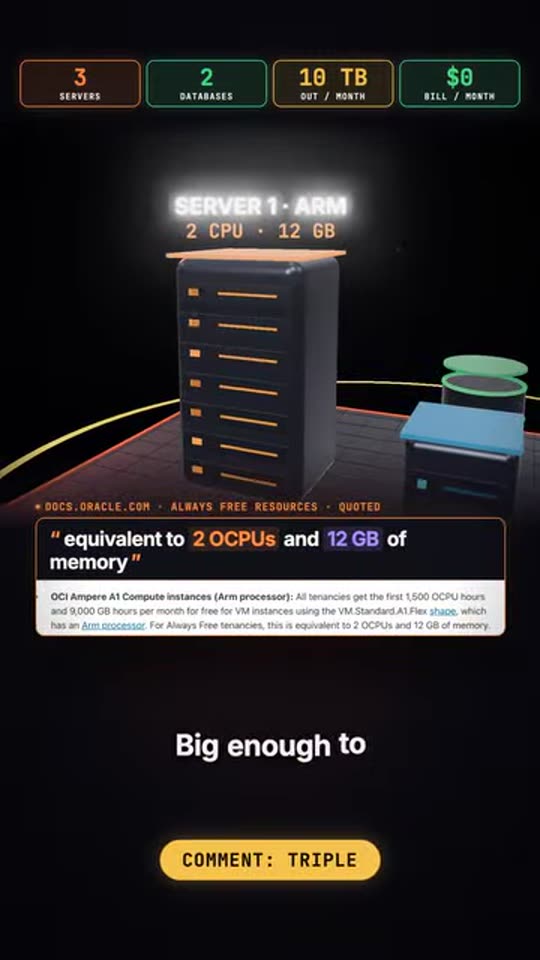 3
SERVERS
2
DATABASES
10 TB
OUT / MONTH
$0
BILL / MONTH
SERVER 1 · ARM
2 CPU · 12 GB
DOCS.ORACLE.COM · ALWAYS FREE RESOURCES · QUOTED
“ equivalent to 2 OCPUs and 12 GB of
memory ”
OCI Ampere A1 Compute instances (Arm processor): All tenancies get the first 1,500 OCPU hours
and 9,000 GB hours per month for free for VM instances using the VM.Standard.A1.Flex shape, which
has an Arm processor. For Always Free tenancies, this is equivalent to 2 OCPUs and 12 GB of memory.
Big enough to
COMMENT: TRIPLE